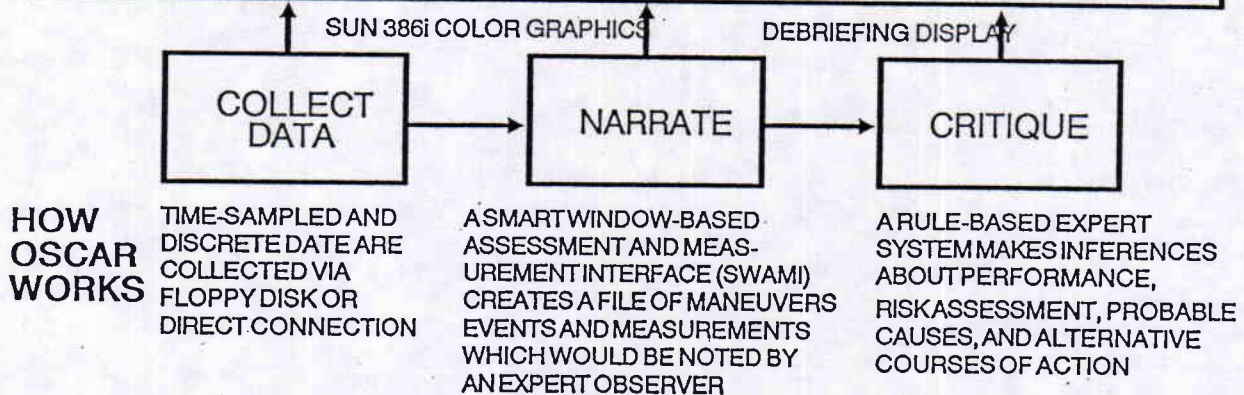 SUN 386i COLOR GRAPHICS DEBRIEFING DISPLAY
COLLECT
DATA
NARRATE
CRITIQUE
HOW
OSCAR
WORKS
TIME-SAMPLED AND
DISCRETE DATE ARE
COLLECTED VIA
FLOPPY DISK OR
DIRECT CONNECTION
A SMART WINDOW-BASED
ASSESSMENT AND MEAS-
UREMENT INTERFACE (SWAMI)
CREATES A FILE OF MANEUVERS
EVENTS AND MEASUREMENTS
WHICH WOULD BE NOTED BY
AN EXPERT OBSERVER
A RULE-BASED EXPERT
SYSTEM MAKES INFERENCES
ABOUT PERFORMANCE,
RISK ASSESSMENT, PROBABLE
CAUSES, AND ALTERNATIVE
COURSES OF ACTION